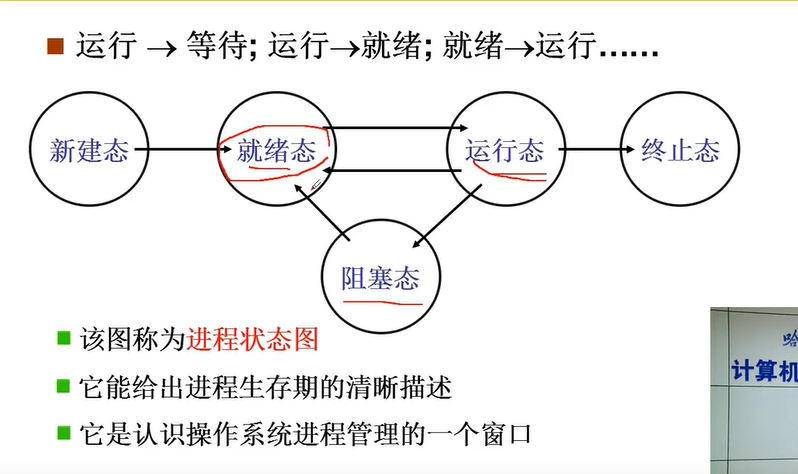 运行 → 等待; 运行→就绪; 就绪→运行……
新建态
就绪态
运行态
终止态
阻塞态
该图称为进程状态图
它能给出进程生存期的清晰描述
它是认识操作系统进程管理的一个窗口
哈
计算机